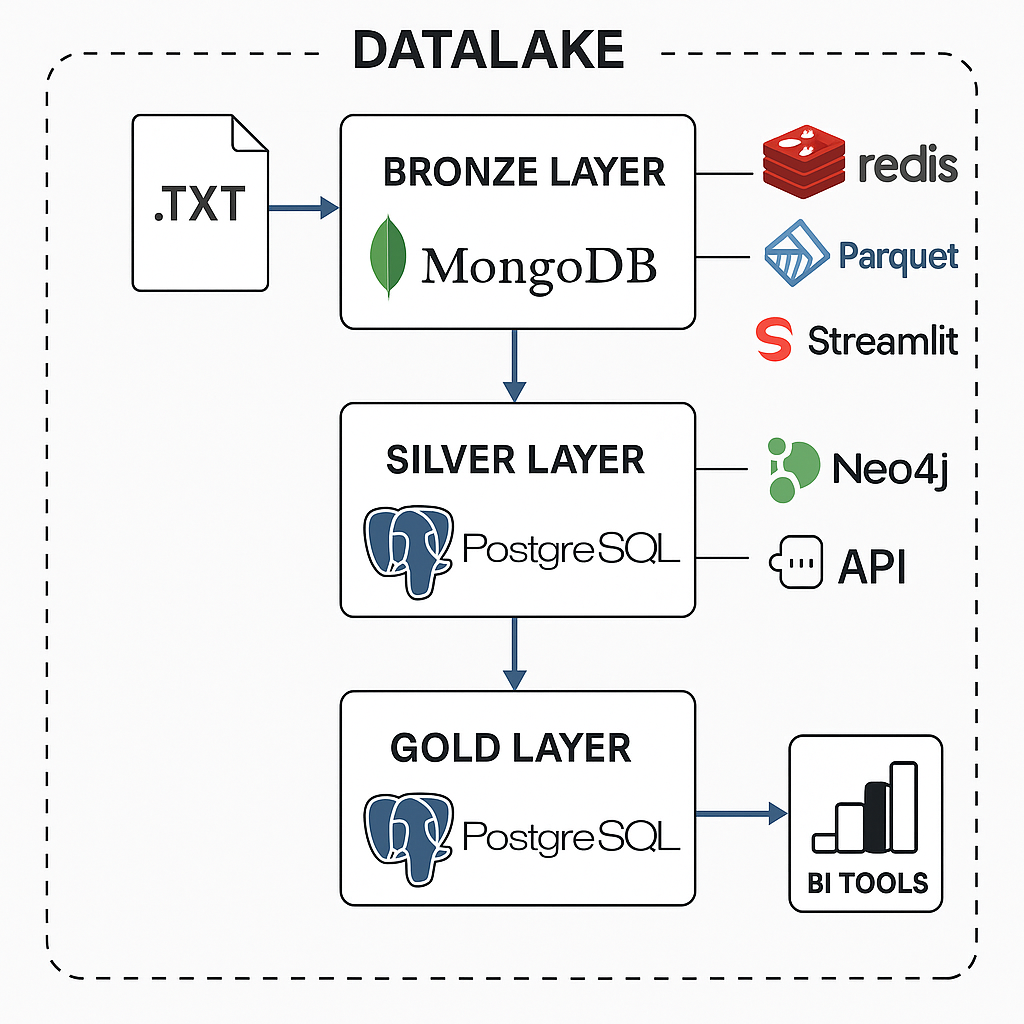 DATALAKE
.TXT
BRONZE LAYER
MongoDB
redis
Parquet
Streamlit
SILVER LAYER
PostgreSQL
Neo4j
API
GOLD LAYER
PostgreSQL
BI TOOLS